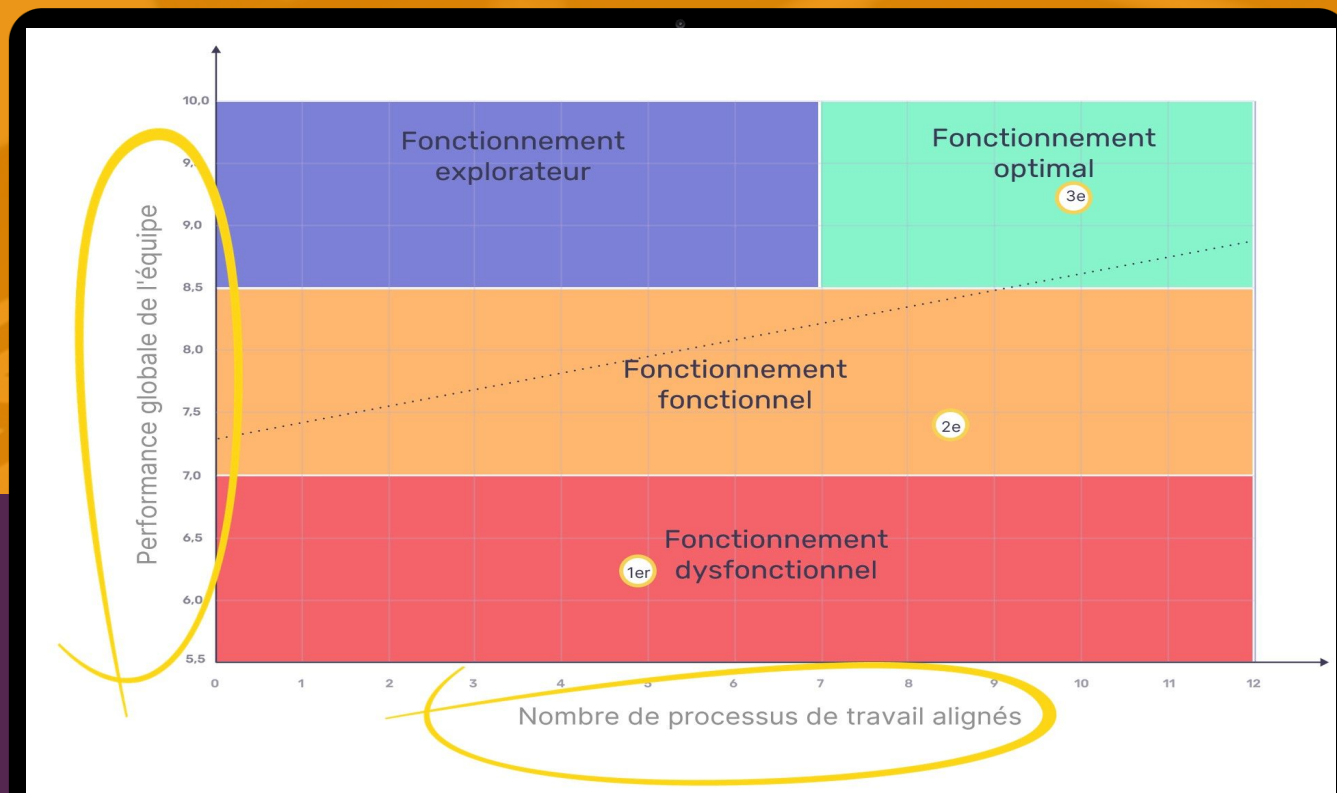 Performance globale de l'équipe
10,0
9,
9,0
8,5
8,0
7,5
7,0
6,5
6,0
5,5
Fonctionnement
explorateur
Fonctionnement
optimal
3e
Fonctionnement
fonctionnel
2e
Fonctionnement
dysfonctionnel
1er
0
1
2
3
4
5
6
7
8
9
10
11
12
Nombre de processus de travail alignés